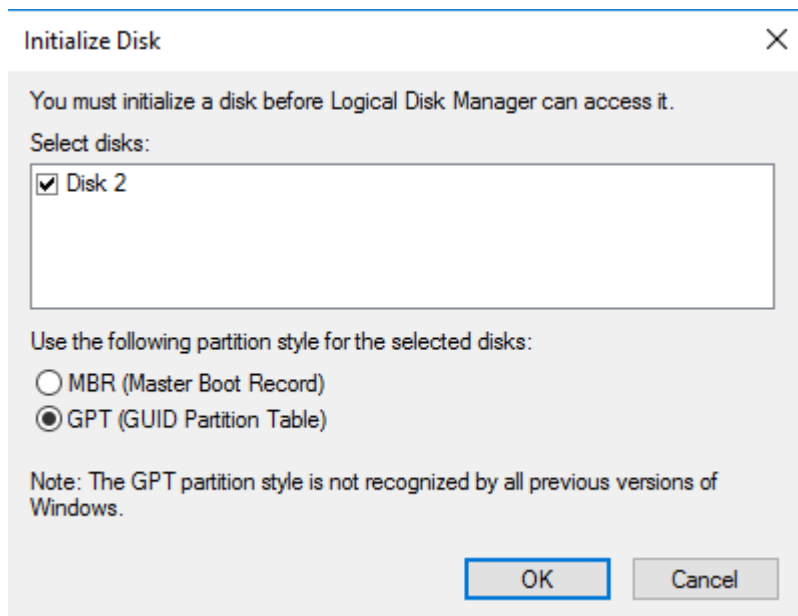 Initialize Disk
You must initialize a disk before Logical Disk Manager can access it.
Select disks:
Disk 2
Use the following partition style for the selected disks:
MBR (Master Boot Record)
GPT (GUID Partition Table)
Note: The GPT partition style is not recognized by all previous versions of
Windows.
OK Cancel